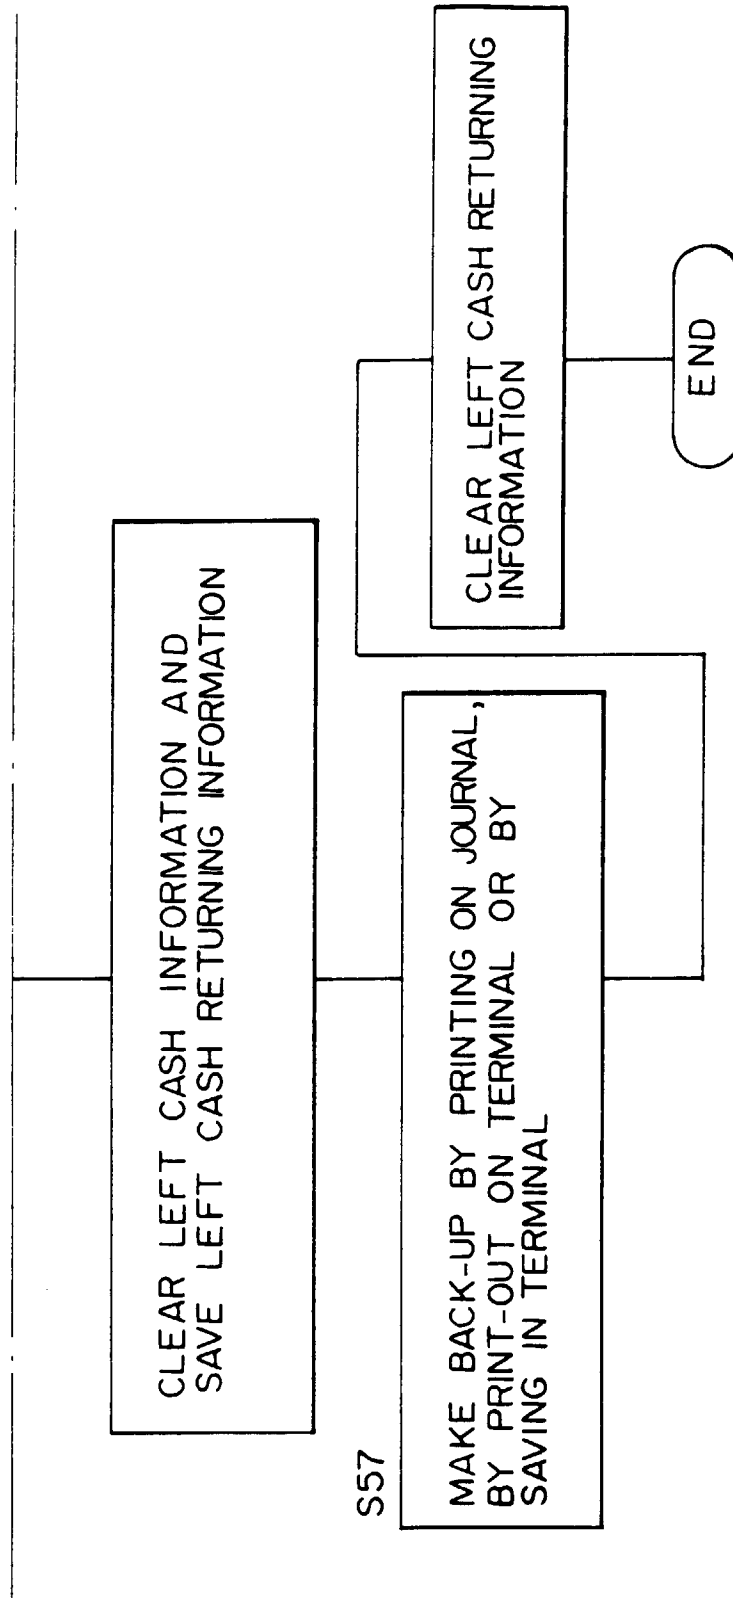 CLEAR LEFT CASH INFORMATION AND
SAVE LEFT CASH RETURNING INFORMATION
S57
MAKE BACK-UP BY PRINTING ON JOURNAL,
BY PRINT-OUT ON TERMINAL OR BY
SAVING IN TERMINAL
CLEAR LEFT CASH RETURNING
INFORMATION
END